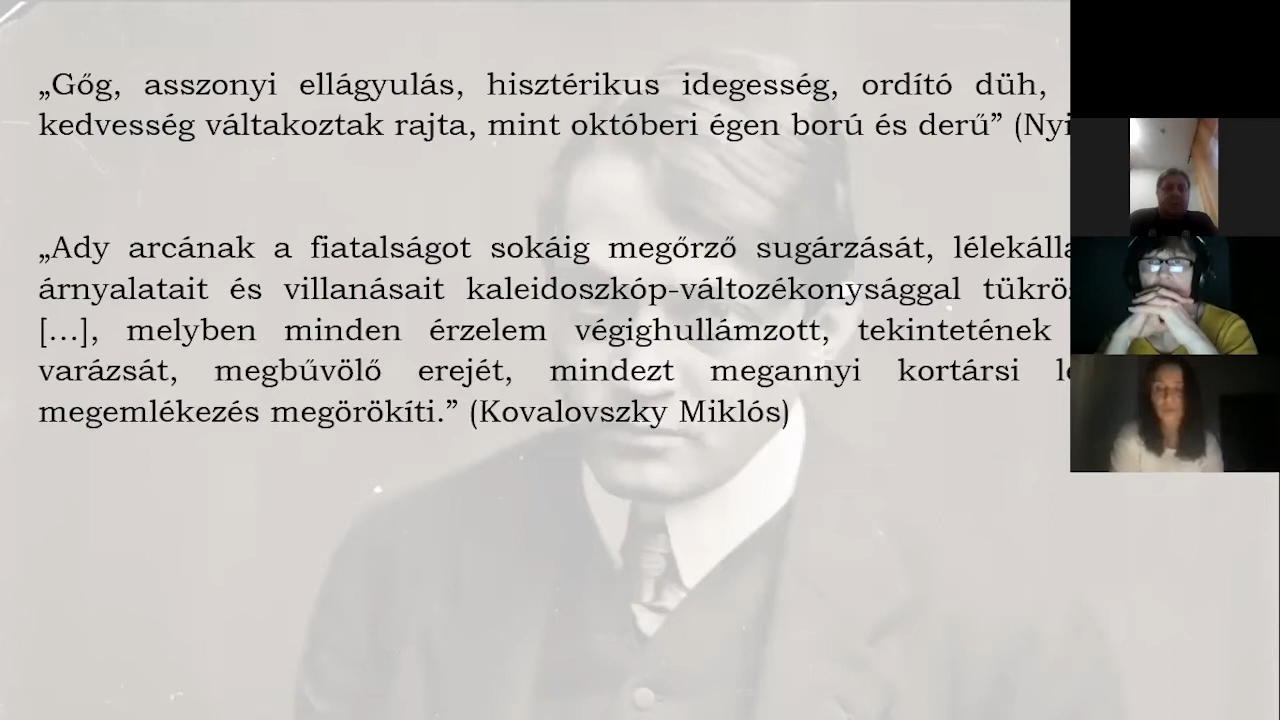 „Gőg, asszonyi ellágyulás, hisztérikus idegesség, ordító düh,
kedvesség váltakoztak rajta, mint októberi égen ború és derű”
„Ady arcának a fiatalságot sokáig megőrző sugárzását,
árnyalatait és villanásait kaleidoszkóp-változékonysággal
[...], melyben minden érzelem végighullámzott, tekintetének
varázsát, megbűvölő erejét, mindezt megannyi kortársi
megemlékezés megörökíti.” (Kovalovszky Miklós)